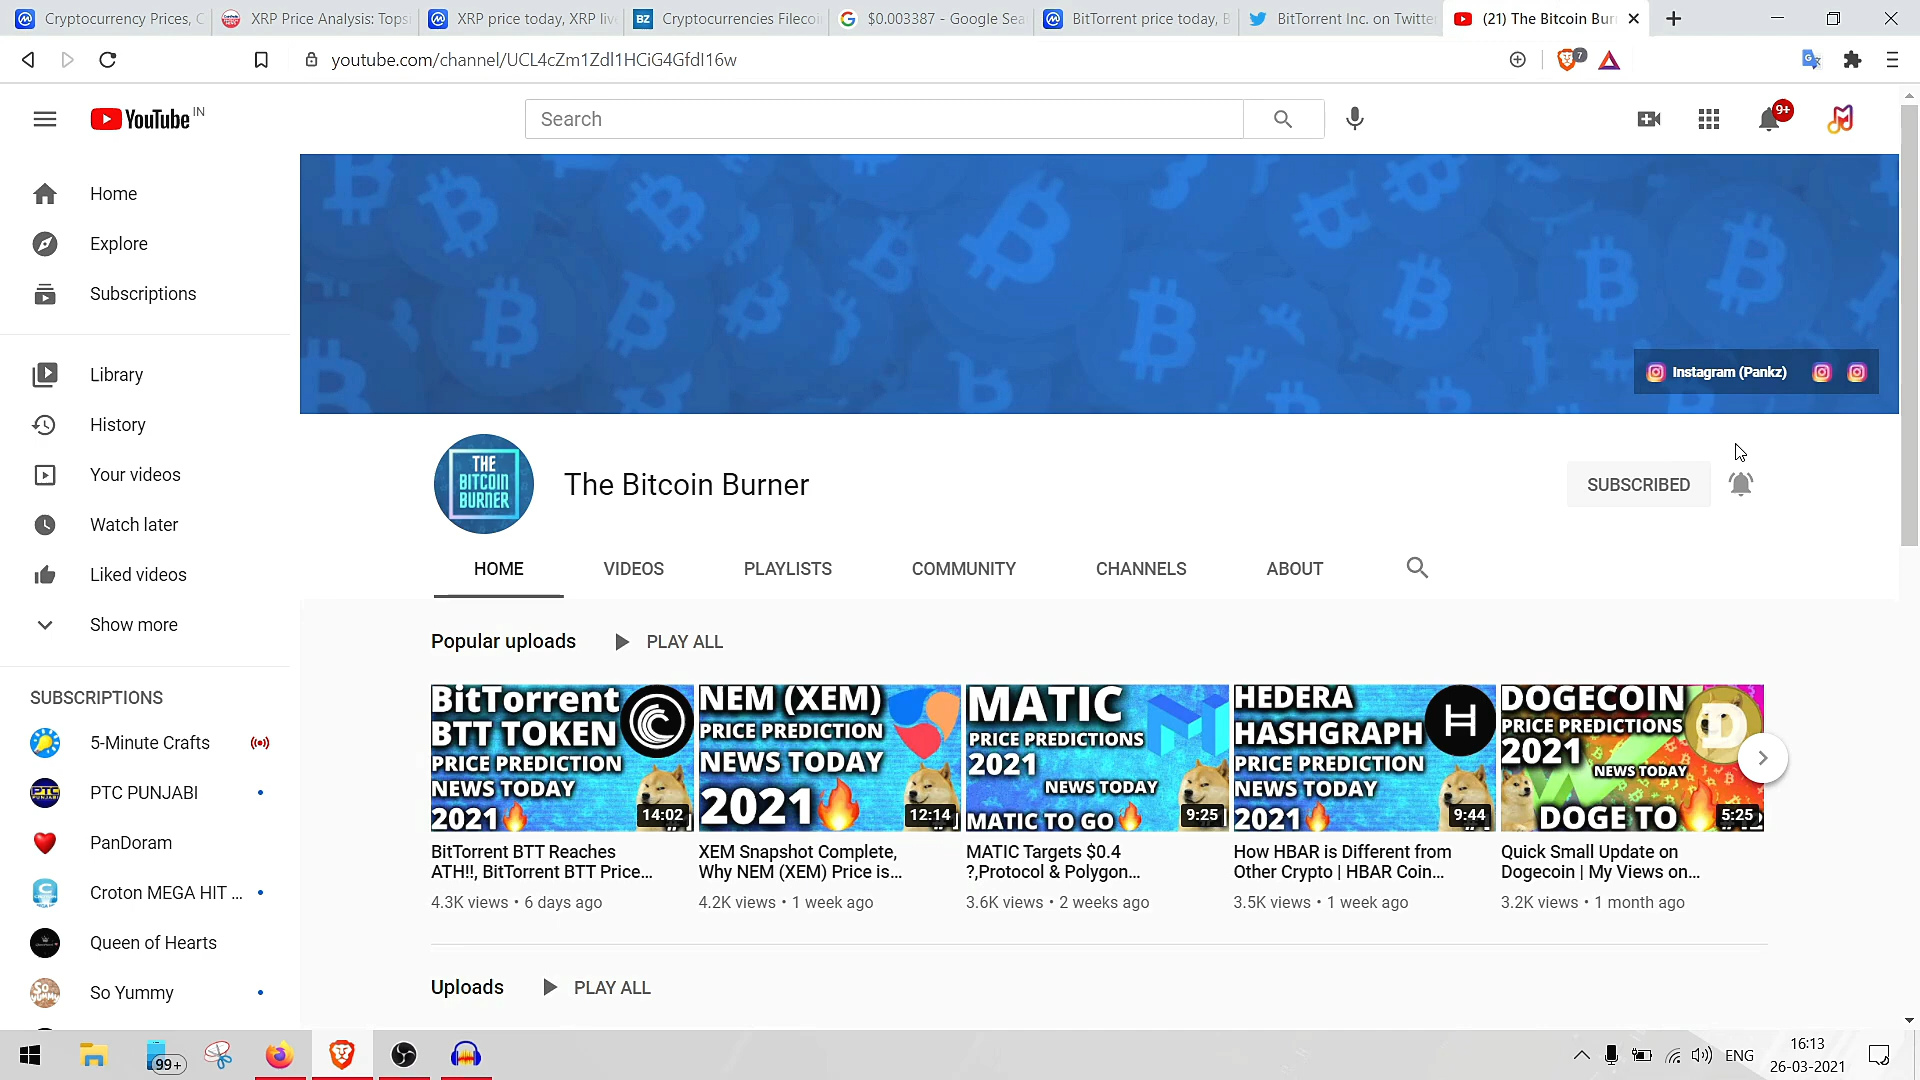 Cryptocurrency Prices, C
XRP Price Analysis: Tops
XRP price today, XRP live
BZ Cryptocurrencies Filecoi
$0.003387 - Google Sea
BitTorrent price today, B
BitTorrent Inc. on Twitte
(21) The Bitcoin Bur
youtube.com/channel/UCL4cZm1Zdl1HCiG4Gfdl16w
7
YouTube IN
Search
9+
Home
Explore
Subscriptions
Library
History
Your videos
Watch later
Liked videos
Show more
SUBSCRIPTIONS
5-Minute Crafts
PTC PUNJABI
PanDoram
Croton MEGA HIT ...
Queen of Hearts
So Yummy
Instagram (Pankz)
THE
BITCOIN
BURNER
The Bitcoin Burner
SUBSCRIBED
HOME
VIDEOS
PLAYLISTS
COMMUNITY
CHANNELS
ABOUT
Popular uploads
PLAY ALL
BitTorrent
BTT TOKEN
PRICE PREDICTION
NEWS TODAY
2021
14:02
BitTorrent BTT Reaches
ATH!!, BitTorrent BTT Price...
4.3K views • 6 days ago
NEM (XEM)
PRICE PREDICTION
NEWS TODAY
2021
12:14
XEM Snapshot Complete,
Why NEM (XEM) Price is...
4.2K views • 1 week ago
MATIC
PRICE PREDICTIONS
2021
NEWS TODAY
MATIC TO GO
9:25
MATIC Targets $0.4
?,Protocol & Polygon...
3.6K views • 2 weeks ago
HEDERA
HASHGRAPH
PRICE PREDICTION
NEWS TODAY
2021
9:44
How HBAR is Different from
Other Crypto | HBAR Coin...
3.5K views • 1 week ago
DOGECOIN
PRICE PREDICTIONS
2021
NEWS TODAY
DOGE TO
5:25
Quick Small Update on
Dogecoin | My Views on...
3.2K views • 1 month ago
Uploads
PLAY ALL
99+
ENG
16:13
26-03-2021